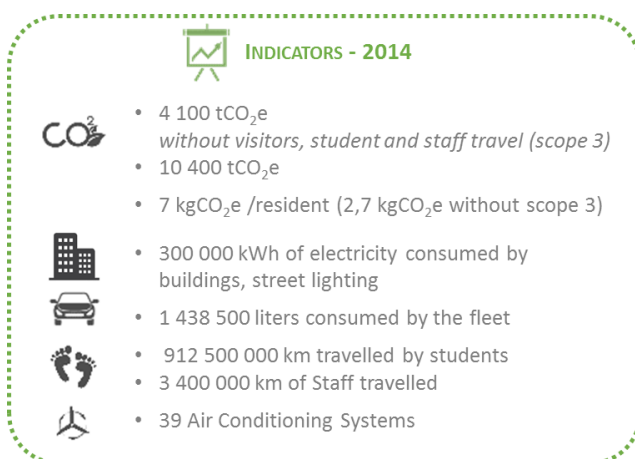 INDICATORS - 2014
CO2
• 4 100 tCO₂e
without visitors, student and staff travel (scope 3)
• 10 400 tCO₂e
• 7 kgCO₂e /resident (2,7 kgCO₂e without scope 3)
• 300 000 kWh of electricity consumed by
buildings, street lighting
• 1 438 500 liters consumed by the fleet
• 912 500 000 km travelled by students
• 3 400 000 km of Staff travelled
• 39 Air Conditioning Systems